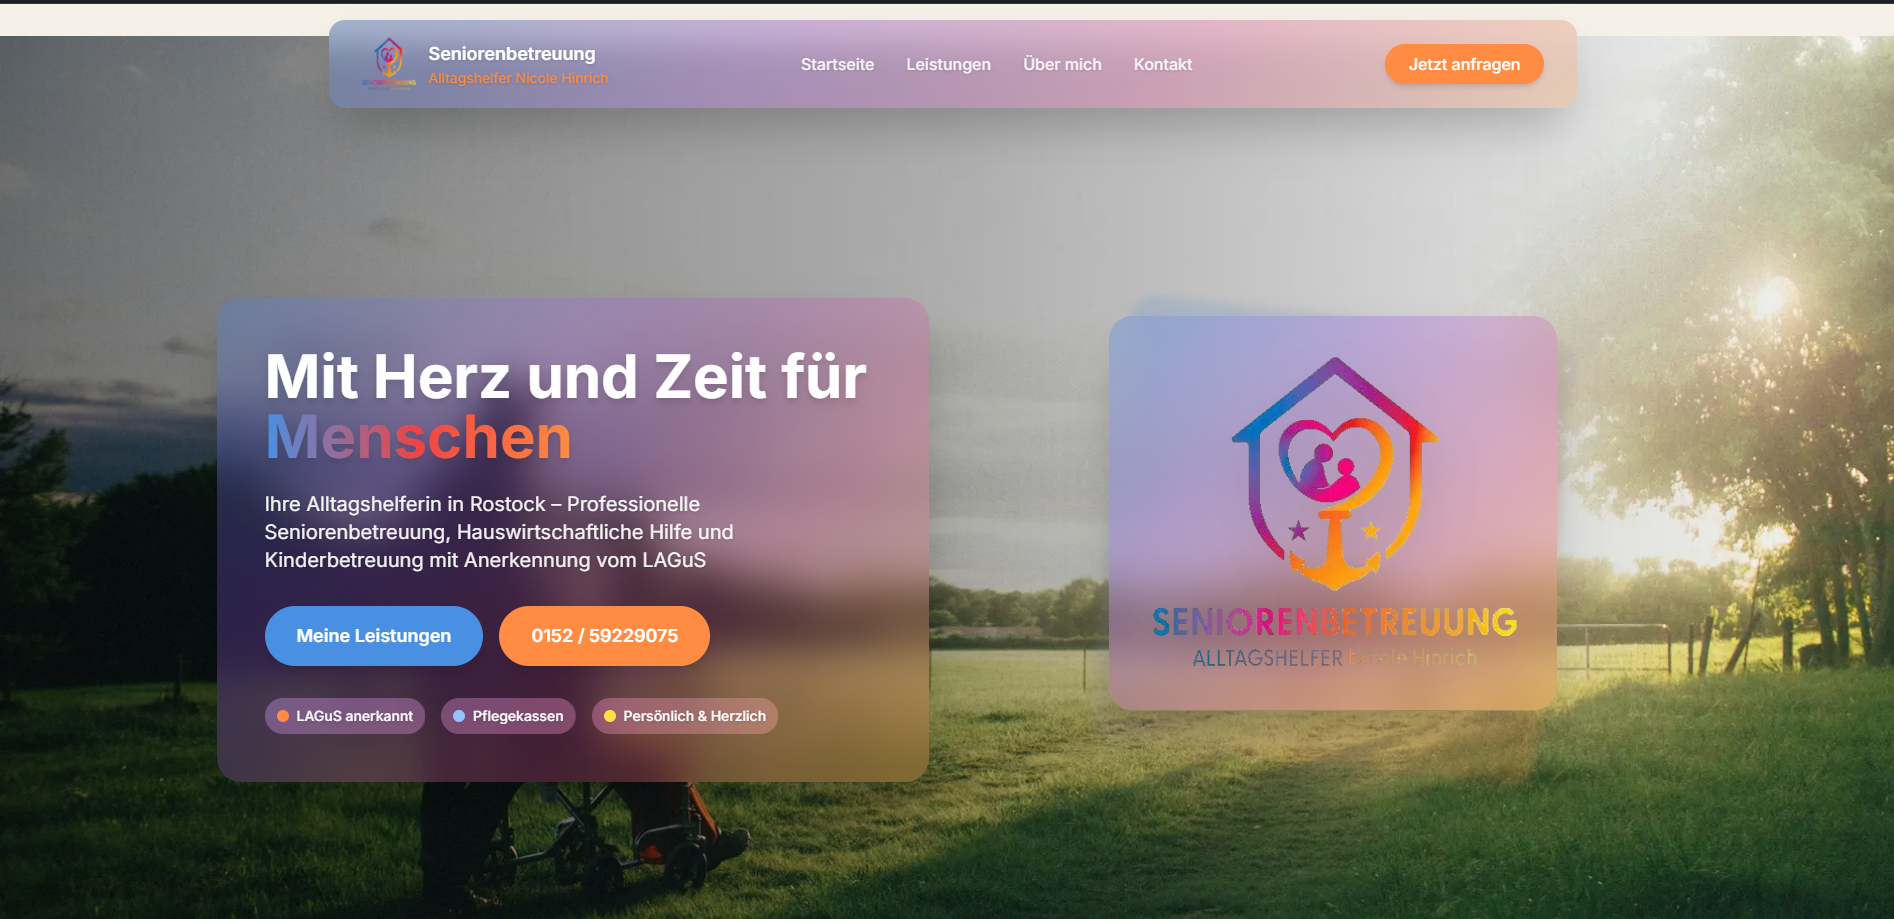 Seniorenbetreuung
Alltagshelfer Nicole Hinrich
Startseite
Leistungen
Über mich
Kontakt
Jetzt anfragen
Mit Herz und Zeit für
Menschen
Ihre Alltagshelferin in Rostock – Professionelle
Seniorenbetreuung, Hauswirtschaftliche Hilfe und
Kinderbetreuung mit Anerkennung vom LAGuS
Meine Leistungen
0152 / 59229075
LAGuS anerkannt
Pflegekassen
Persönlich & Herzlich
SENIORENBETREUUNG
ALLTAGSHELFER Nicole Hinrich